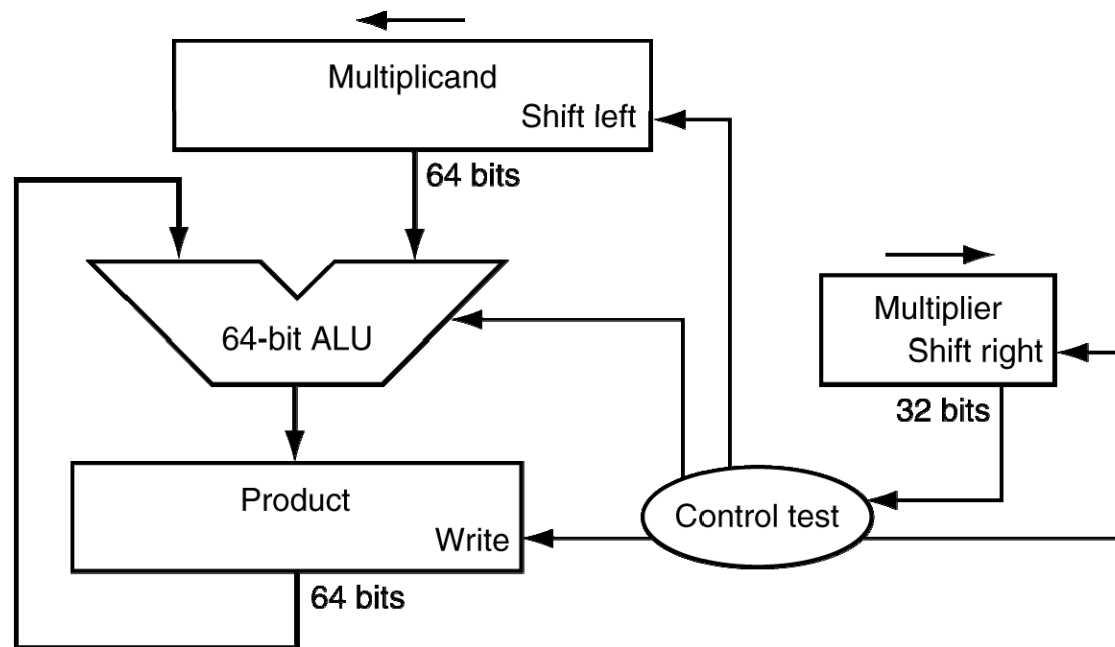 Multiplicand
Shift left
64 bits
64-bit ALU
Multiplier
Shift right
32 bits
Product
Write
Control test
64 bits